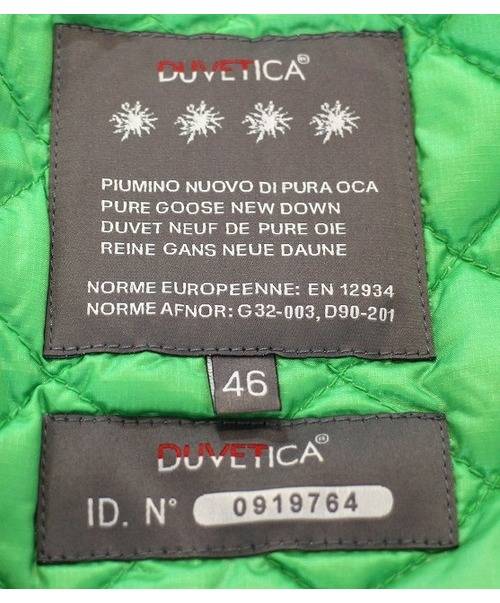 DUVETICA®
PIUMINO NUOVO DI PURA OCA
PURE GOOSE NEW DOWN
DUVET NEUF DE PURE OIE
REINE GANS NEUE DAUNE
NORME EUROPEENNE: EN 12934
NORME AFNOR: G32-003, D90-201
46
DUVETICA®
ID. N° 0919764